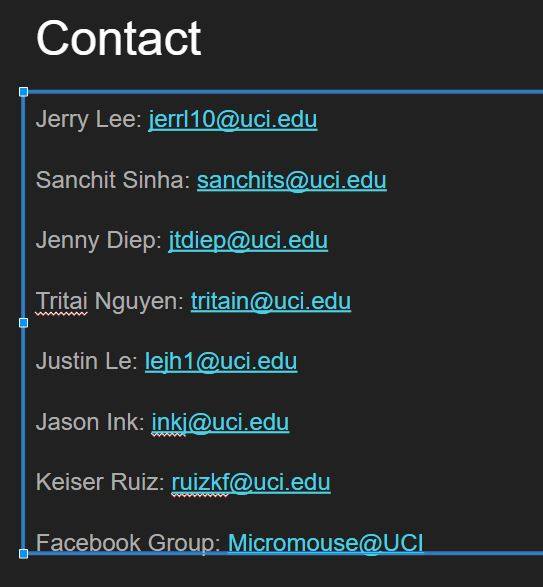 Contact
Jerry Lee: jerrl10@uci.edu
Sanchit Sinha: sanchits@uci.edu
Jenny Diep: jtdiep@uci.edu
Tritai Nguyen: tritain@uci.edu
Justin Le: lejh1@uci.edu
Jason Ink: inkj@uci.edu
Keiser Ruiz: ruizkf@uci.edu
Facebook Group: Micromouse@UCI